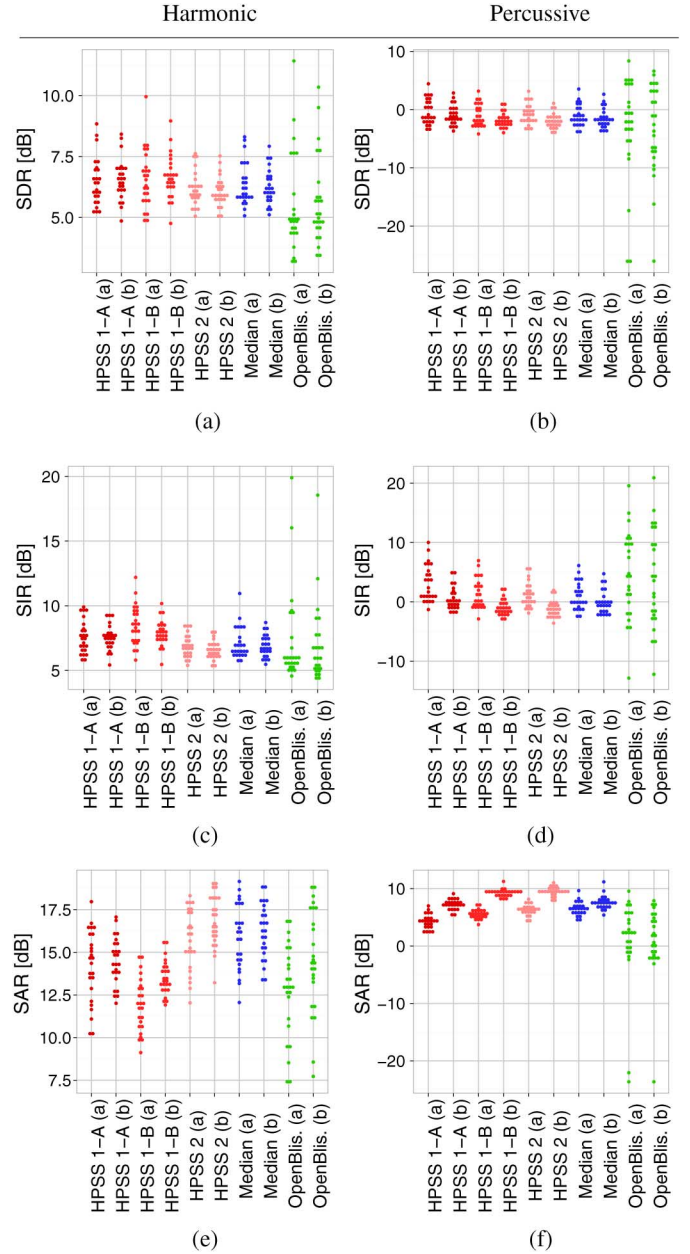 Harmonic
Percussive
SDR [dB]
10.0
7.5
5.0
HPSS 1−A (a)
HPSS 1−A (b)
HPSS 1−B (a)
HPSS 1−B (b)
HPSS 2 (a)
HPSS 2 (b)
Median (a)
Median (b)
OpenBlis. (a)
OpenBlis. (b)
(a)
SDR [dB]
10
0
−10
−20
HPSS 1−A (a)
HPSS 1−A (b)
HPSS 1−B (a)
HPSS 1−B (b)
HPSS 2 (a)
HPSS 2 (b)
Median (a)
Median (b)
OpenBlis. (a)
OpenBlis. (b)
(b)
SIR [dB]
20
15
10
5
HPSS 1−A (a)
HPSS 1−A (b)
HPSS 1−B (a)
HPSS 1−B (b)
HPSS 2 (a)
HPSS 2 (b)
Median (a)
Median (b)
OpenBlis. (a)
OpenBlis. (b)
(c)
SIR [dB]
20
10
0
−10
HPSS 1−A (a)
HPSS 1−A (b)
HPSS 1−B (a)
HPSS 1−B (b)
HPSS 2 (a)
HPSS 2 (b)
Median (a)
Median (b)
OpenBlis. (a)
OpenBlis. (b)
(d)
SAR [dB]
17.5
15.0
12.5
10.0
7.5
HPSS 1−A (a)
HPSS 1−A (b)
HPSS 1−B (a)
HPSS 1−B (b)
HPSS 2 (a)
HPSS 2 (b)
Median (a)
Median (b)
OpenBlis. (a)
OpenBlis. (b)
(e)
SAR [dB]
10
0
−10
−20
HPSS 1−A (a)
HPSS 1−A (b)
HPSS 1−B (a)
HPSS 1−B (b)
HPSS 2 (a)
HPSS 2 (b)
Median (a)
Median (b)
OpenBlis. (a)
OpenBlis. (b)
(f)